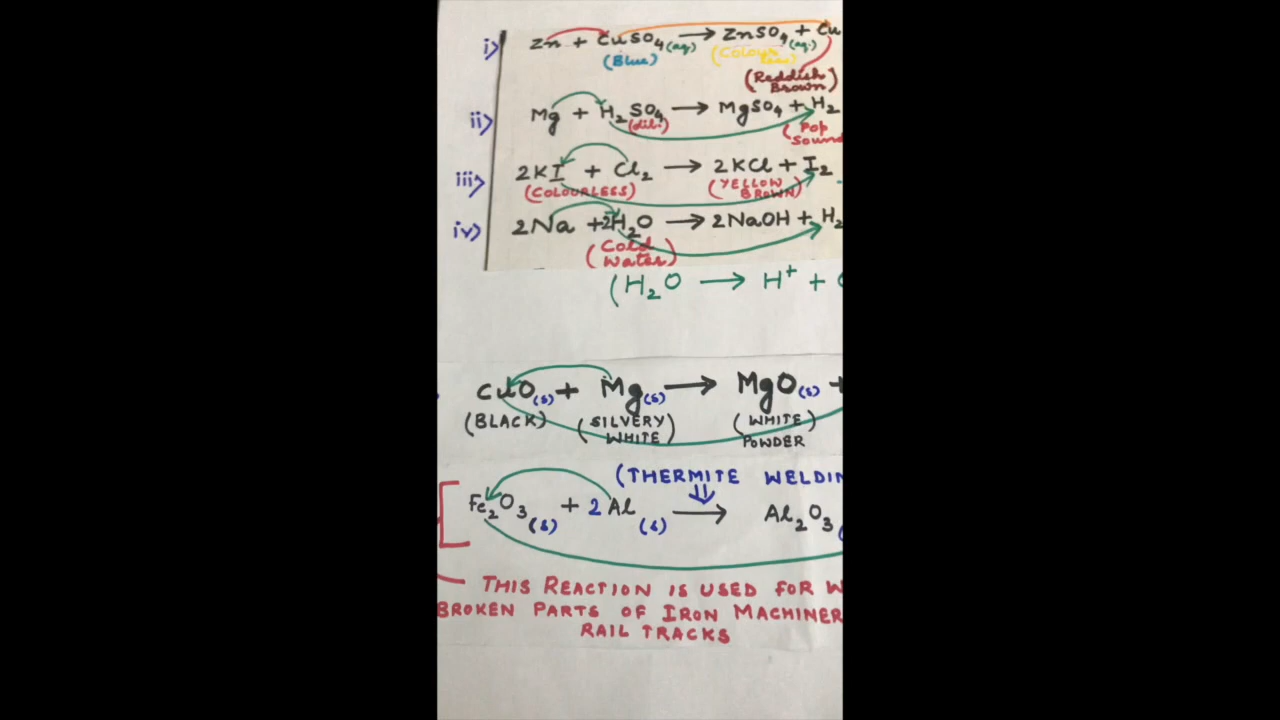 i) Zn + CuSO₄(aq) → ZnSO₄(aq.) + Cu
(Blue) (Colourless)
(Reddish Brown)
ii) Mg + H₂SO₄ → MgSO₄ + H₂
(dil.) (Pop Sound
iii) 2KI + Cl₂ → 2KCl + I₂
(COLOURLESS) (YELLOW BROWN)
iv) 2Na + 2H₂O → 2NaOH + H₂
(Cold Water)
(H₂O → H⁺ +
CuO(s) + Mg(s) → MgO(s) +
(BLACK) (SILVERY WHITE) (WHITE) POWDER
(THERMITE WELDIN
Fe₂O₃(s) + 2Al(s) → Al₂O₃
THIS REACTION IS USED FOR W
BROKEN PARTS OF IRON MACHINER
RAIL TRACKS